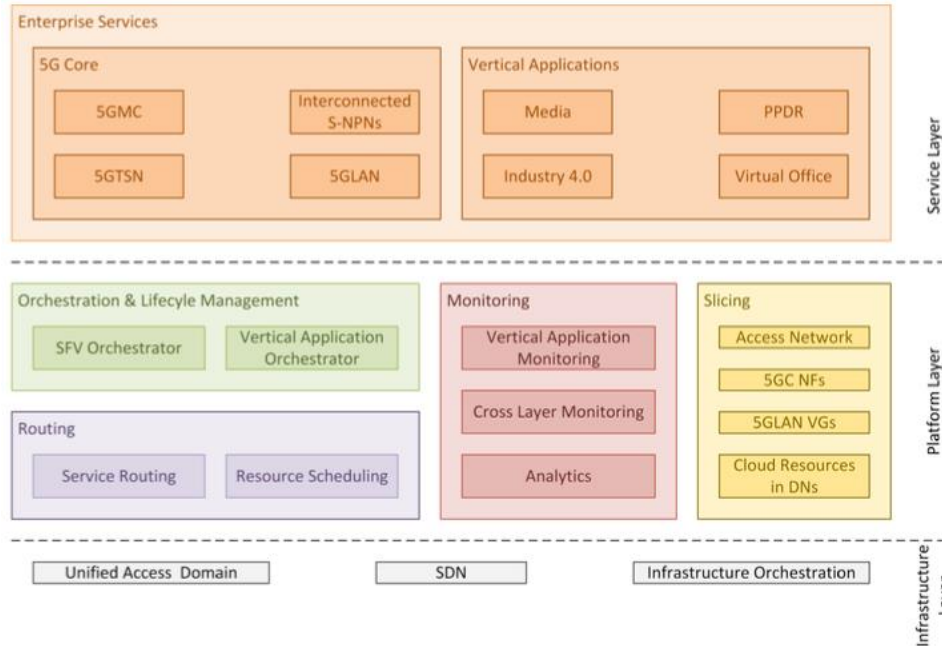 Enterprise Services
5G Core
5GMC
Interconnected
S-NPNs
5GTSN
5GLAN
Vertical Applications
Media
PPDR
Industry 4.0
Virtual Office
Service Layer
Orchestration & Lifecyle Management
SFV Orchestrator
Vertical Application
Orchestrator
Routing
Service Routing
Resource Scheduling
Monitoring
Vertical Application
Monitoring
Cross Layer Monitoring
Analytics
Slicing
Access Network
5GC NFs
5GLAN VGs
Cloud Resources
in DNs
Platform Layer
Unified Access Domain
SDN
Infrastructure Orchestration
Infrastructure